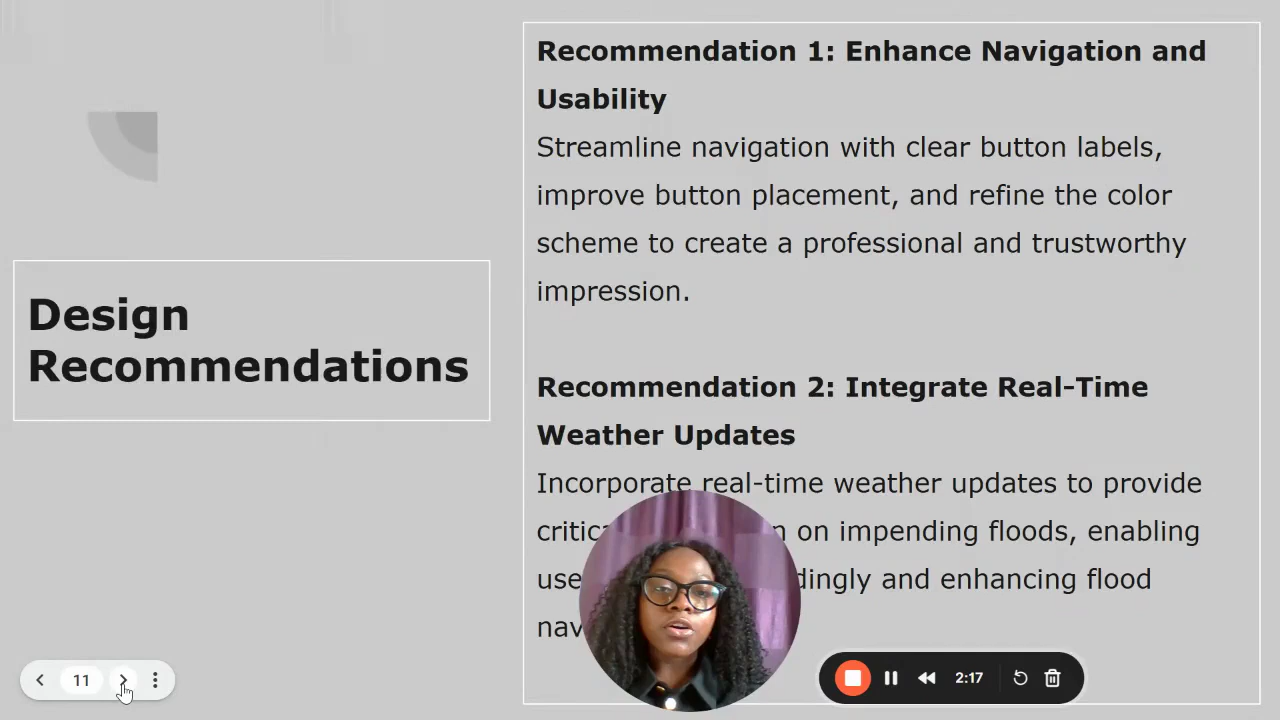 Design
Recommendations
Recommendation 1: Enhance Navigation and
Usability
Streamline navigation with clear button labels,
improve button placement, and refine the color
scheme to create a professional and trustworthy
impression.
Recommendation 2: Integrate Real-Time
Weather Updates
Incorporate real-time weather updates to provide
on impending floods, enabling
and enhancing flood
11
2:17